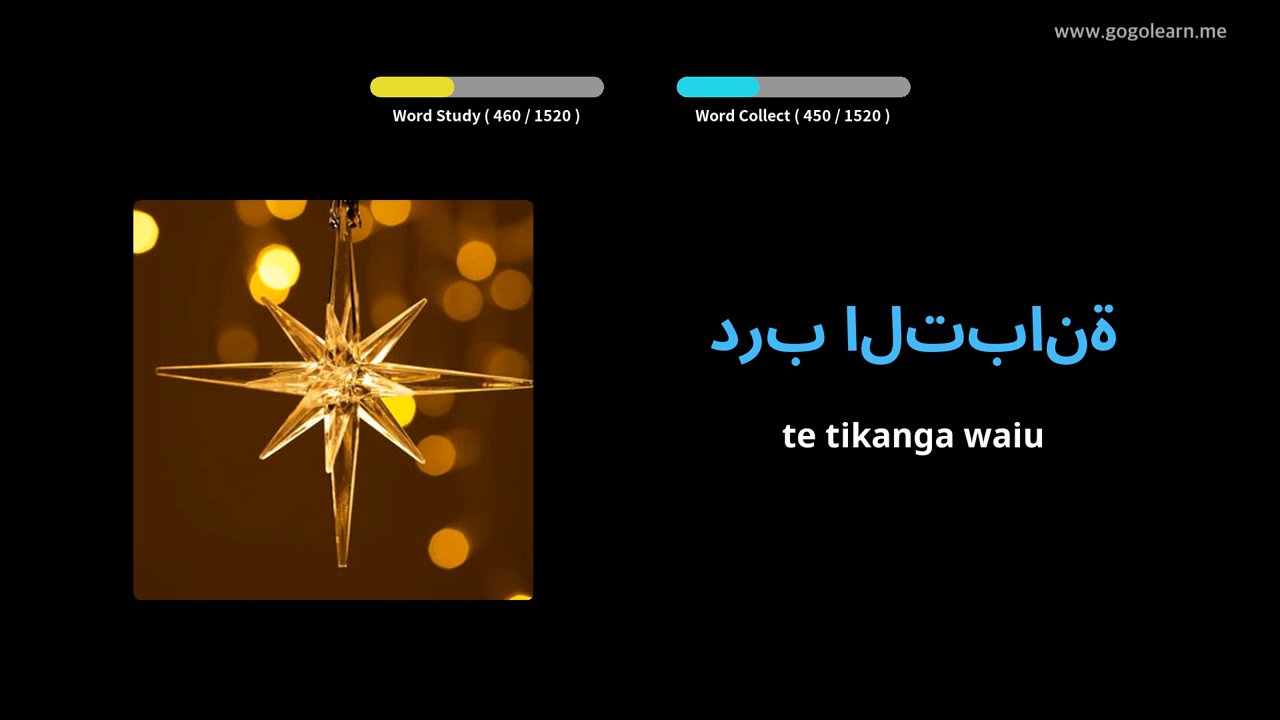 www.gogolearn.me
Word Study ( 460 / 1520 )
Word Collect ( 450 / 1520 )
درب التبانة
te tikanga waiu